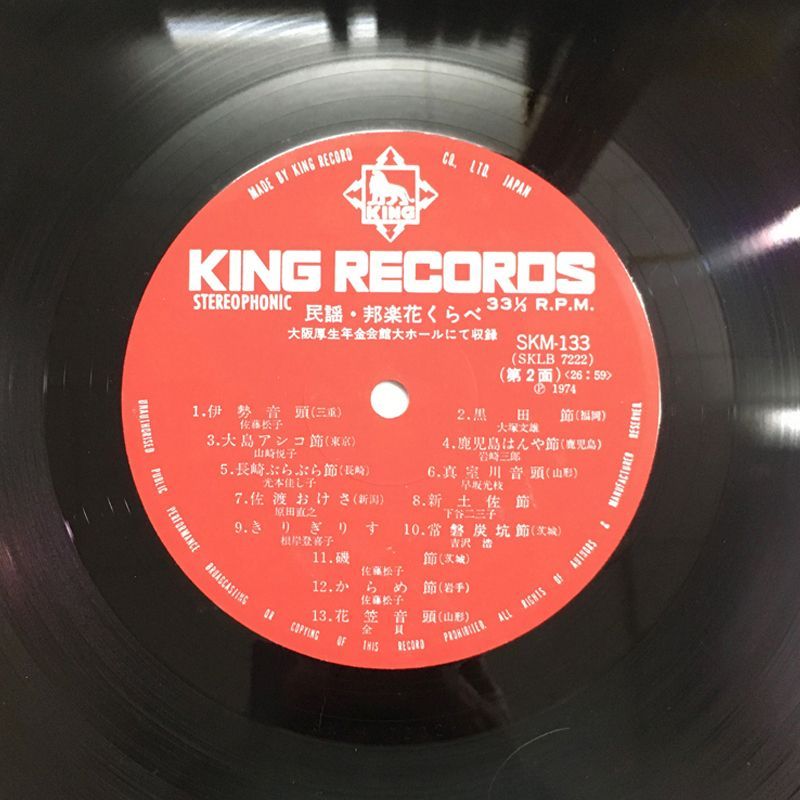 MADE BY KING RECORD CO., LTD. JAPAN
KING
KING RECORDS
STEREOPHONIC 33⅓ R.P.M.
民謡・邦楽花くらべ
大阪厚生年金会館大ホールにて収録
SKM-133
(SKLB 7222)
(第2面)<26:59>
Ⓟ 1974
1.伊勢音頭(三重)
佐藤松子
2.黒田節(福岡)
大塚文雄
3.大島アンコ節(東京)
山崎悦子
4.鹿児島はんや節(鹿児島)
岩崎三郎
5.長崎ぶらぶら節(長崎)
光本佳し子
6.真室川音頭(山形)
早坂光枝
7.佐渡おけさ(新潟)
原田直之
8.新土佐節
下谷二三子
9.きりぎりす
根岸登喜子
10.常磐炭坑節(茨城)
吉沢浩
11.磯節(茨城)
佐藤松子
12.からめ節(岩手)
佐藤松子
13.花笠音頭(山形)
全員
UNAUTHORISED PUBLIC PERFORMANCE BROADCASTING OR COPYING OF THIS RECORD PROHIBITED. ALL RIGHTS OF AUTHORS & MANUFACTURER RESERVED.